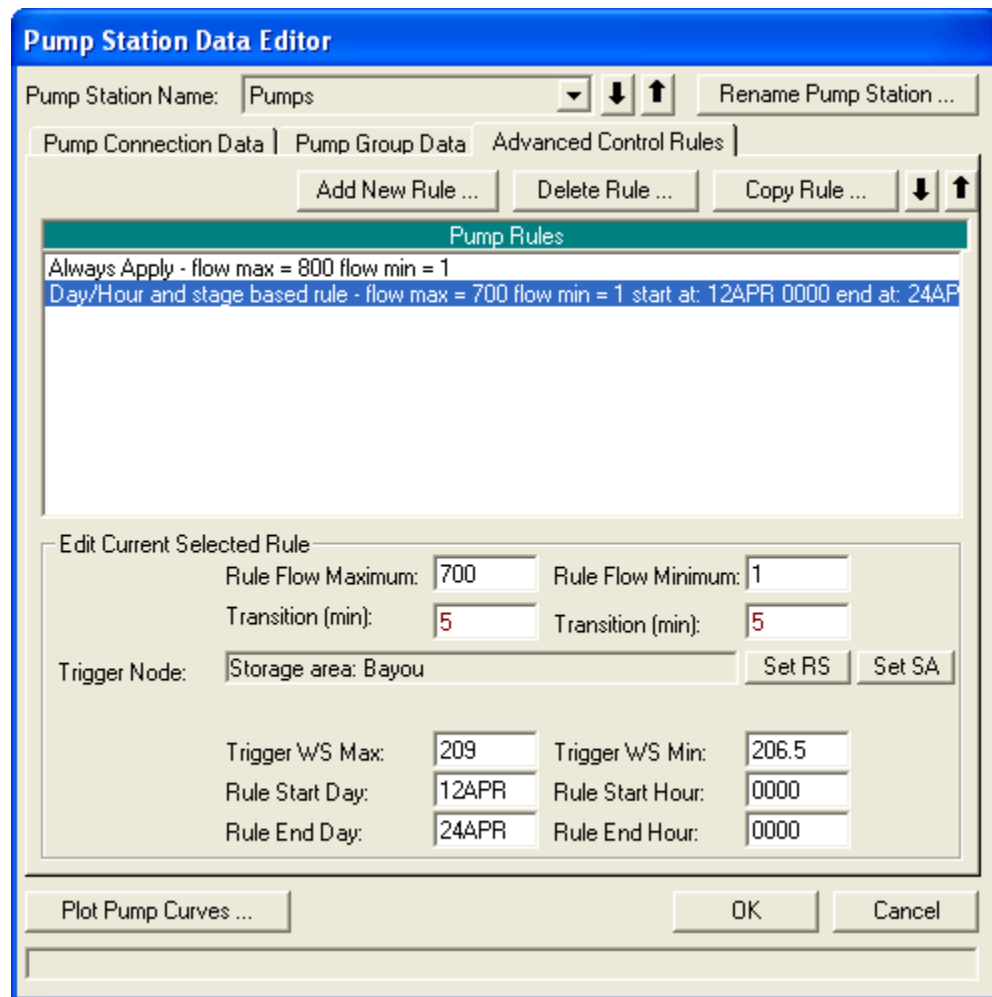 Pump Station Data Editor
Pump Station Name: Pumps Rename Pump Station ...
Pump Connection Data Pump Group Data Advanced Control Rules
Add New Rule ... Delete Rule ... Copy Rule ...
Pump Rules
Always Apply - flow max = 800 flow min = 1
Day/Hour and stage based rule - flow max = 700 flow min = 1 start at: 12APR 0000 end at: 24AP
Edit Current Selected Rule
Rule Flow Maximum: 700 Rule Flow Minimum: 1
Transition (min): 5 Transition (min): 5
Trigger Node: Storage area: Bayou Set RS Set SA
Trigger WS Max: 209 Trigger WS Min: 206.5
Rule Start Day: 12APR Rule Start Hour: 0000
Rule End Day: 24APR Rule End Hour: 0000
Plot Pump Curves ... OK Cancel